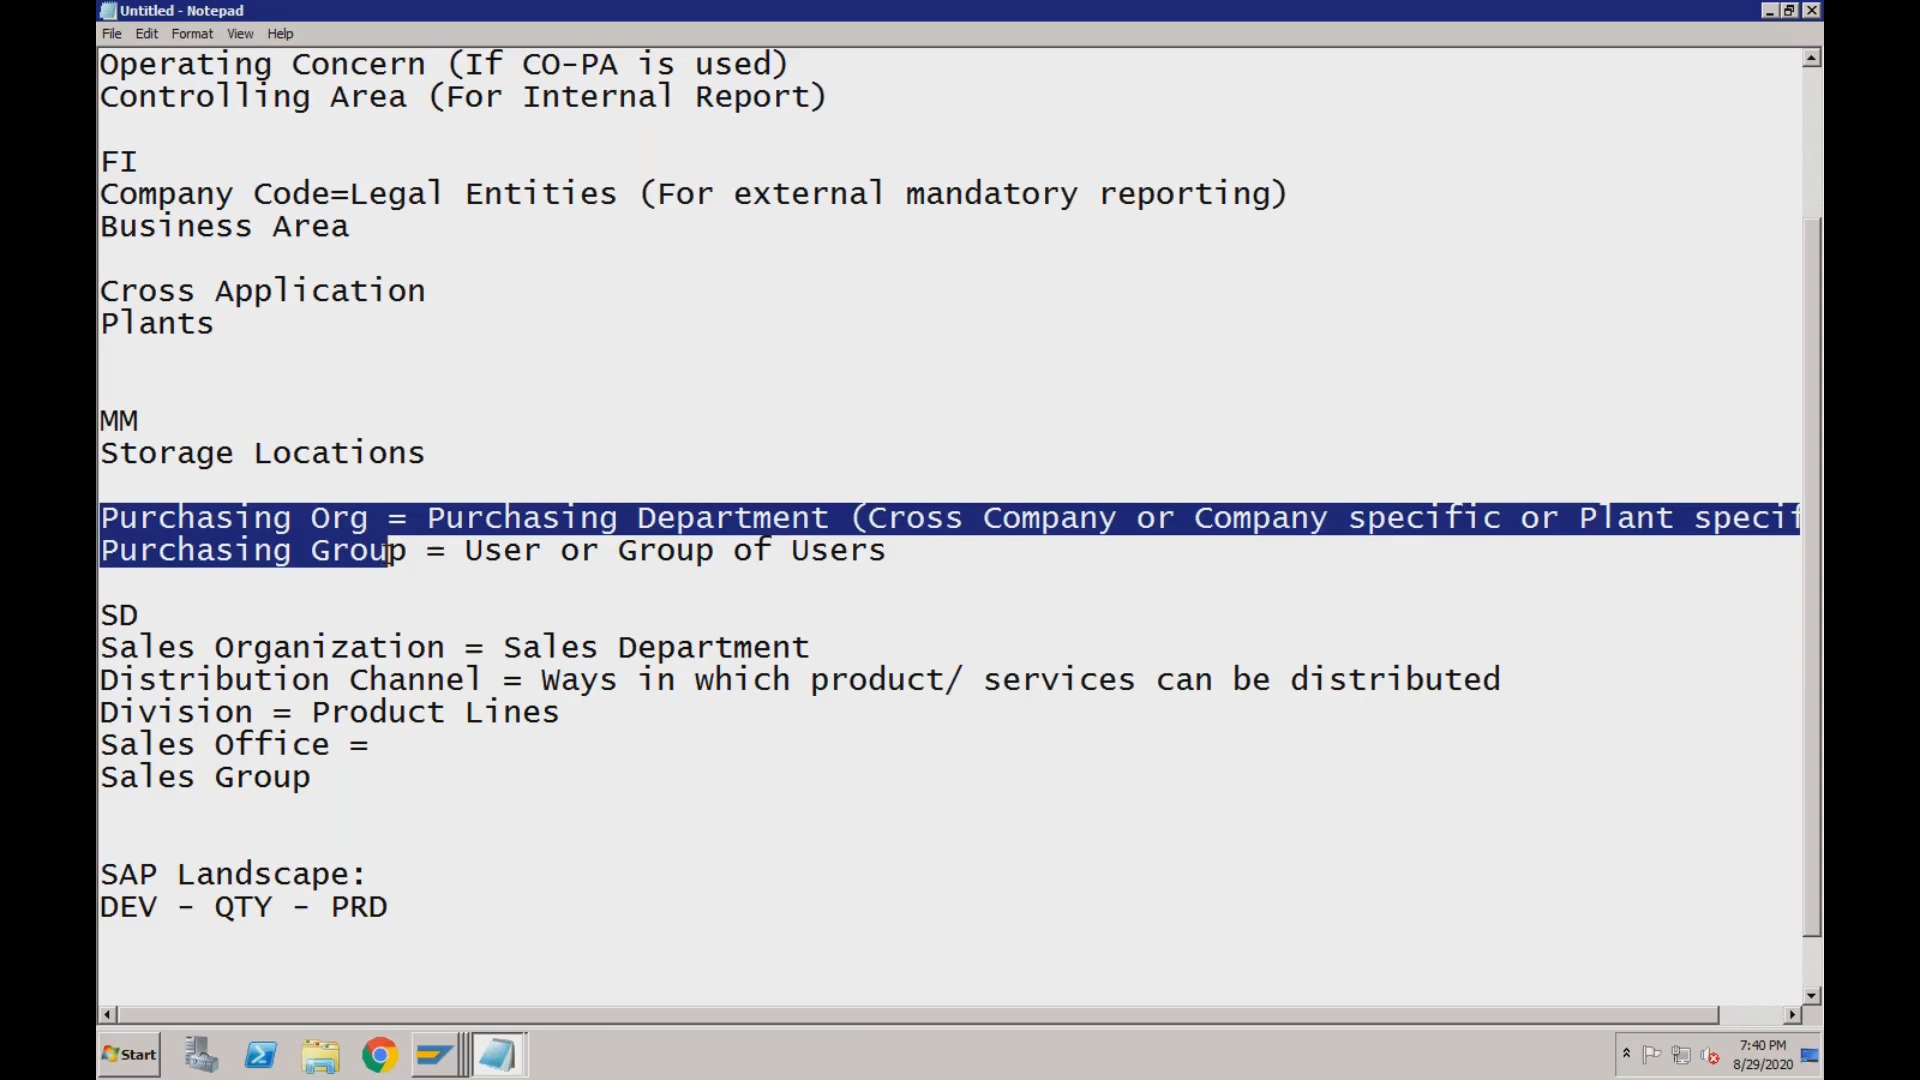 Untitled - Notepad
File Edit Format View Help
Operating Concern (If CO-PA is used)
Controlling Area (For Internal Report)
FI
Company Code=Legal Entities (For external mandatory reporting)
Business Area
Cross Application
Plants
MM
Storage Locations
Purchasing Org = Purchasing Department (Cross Company or Company specific or Plant specif
Purchasing Group = User or Group of Users
SD
Sales Organization = Sales Department
Distribution Channel = Ways in which product/ services can be distributed
Division = Product Lines
Sales Office =
Sales Group
SAP Landscape:
DEV - QTY - PRD
Start
7:40 PM
8/29/2020